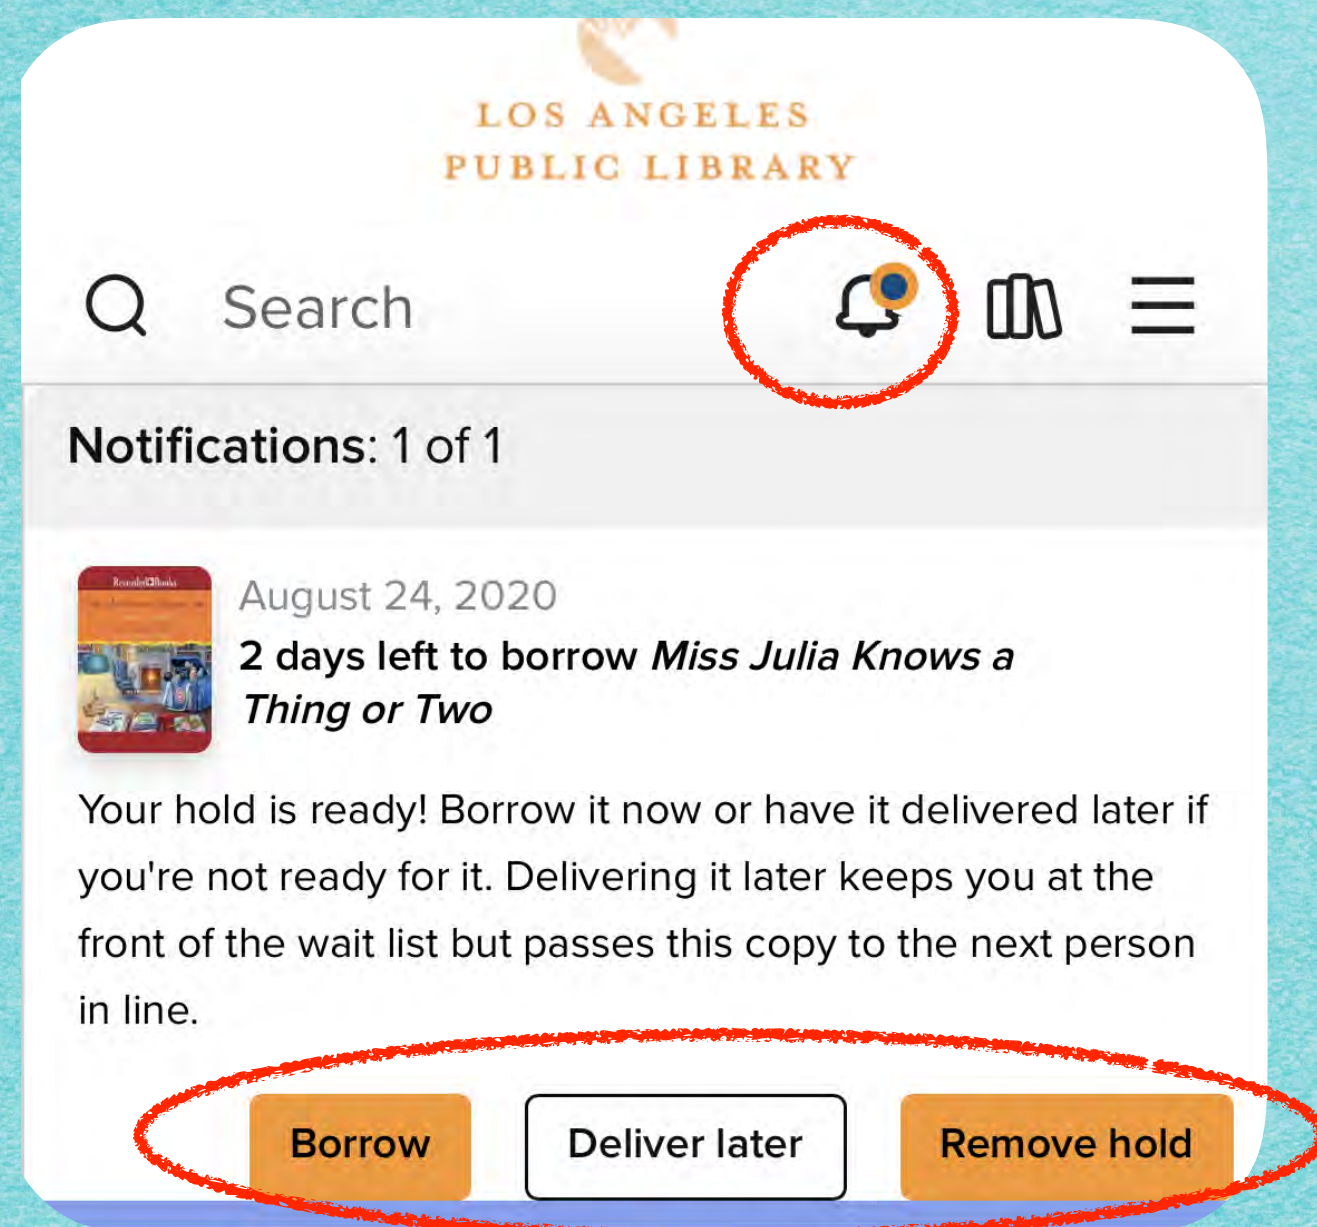 LOS ANGELES
PUBLIC LIBRARY
Search
Notifications: 1 of 1
Recorded Books
August 24, 2020
2 days left to borrow Miss Julia Knows a
Thing or Two
Your hold is ready! Borrow it now or have it delivered later if
you're not ready for it. Delivering it later keeps you at the
front of the wait list but passes this copy to the next person
in line.
Borrow
Deliver later
Remove hold